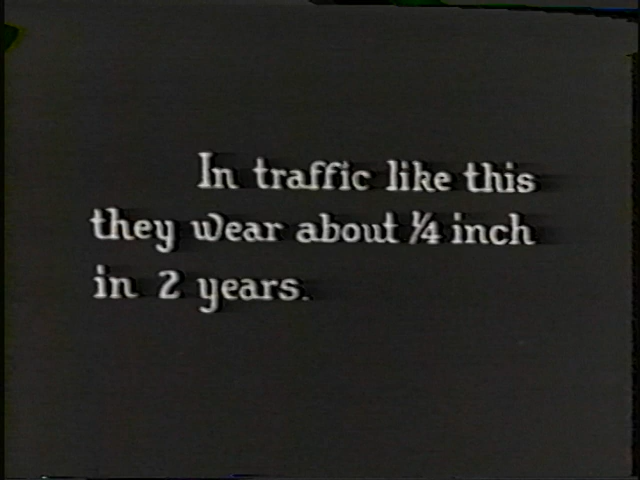 In traffic like this
they wear about ¼ inch
in 2 years.